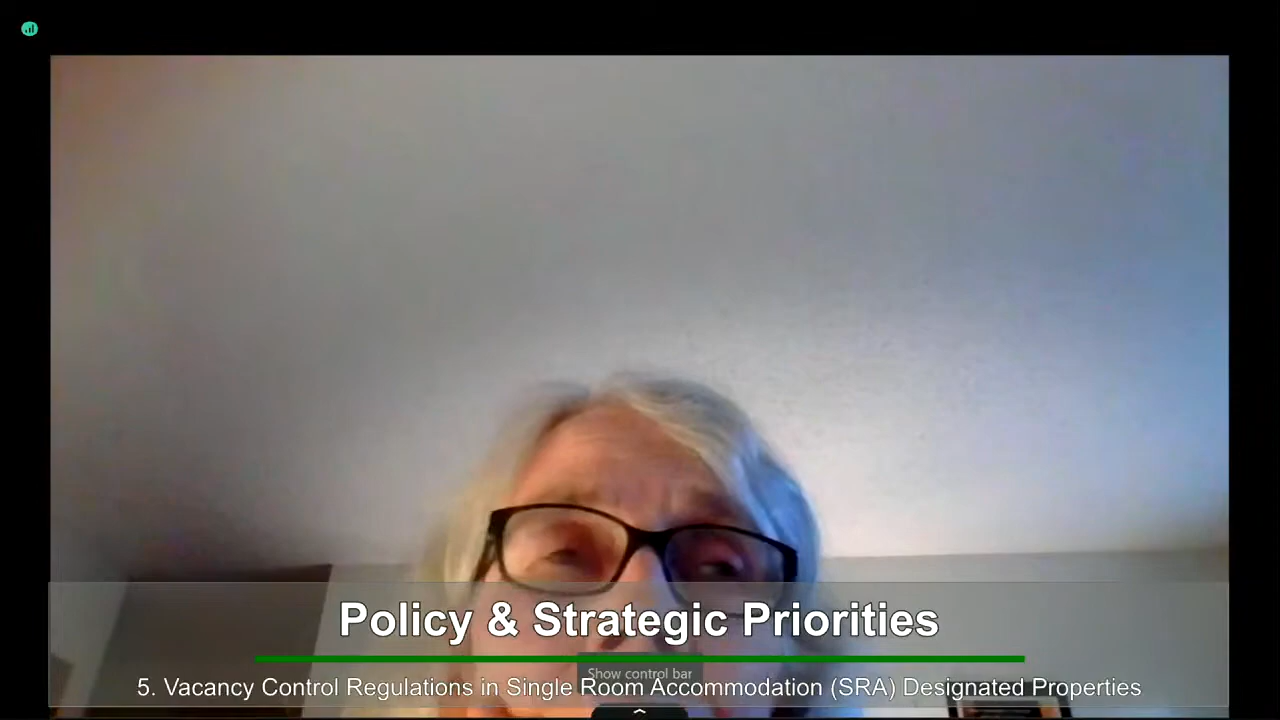 Policy & Strategic Priorities
Show control bar
5. Vacancy Control Regulations in Single Room Accommodation (SRA) Designated Properties